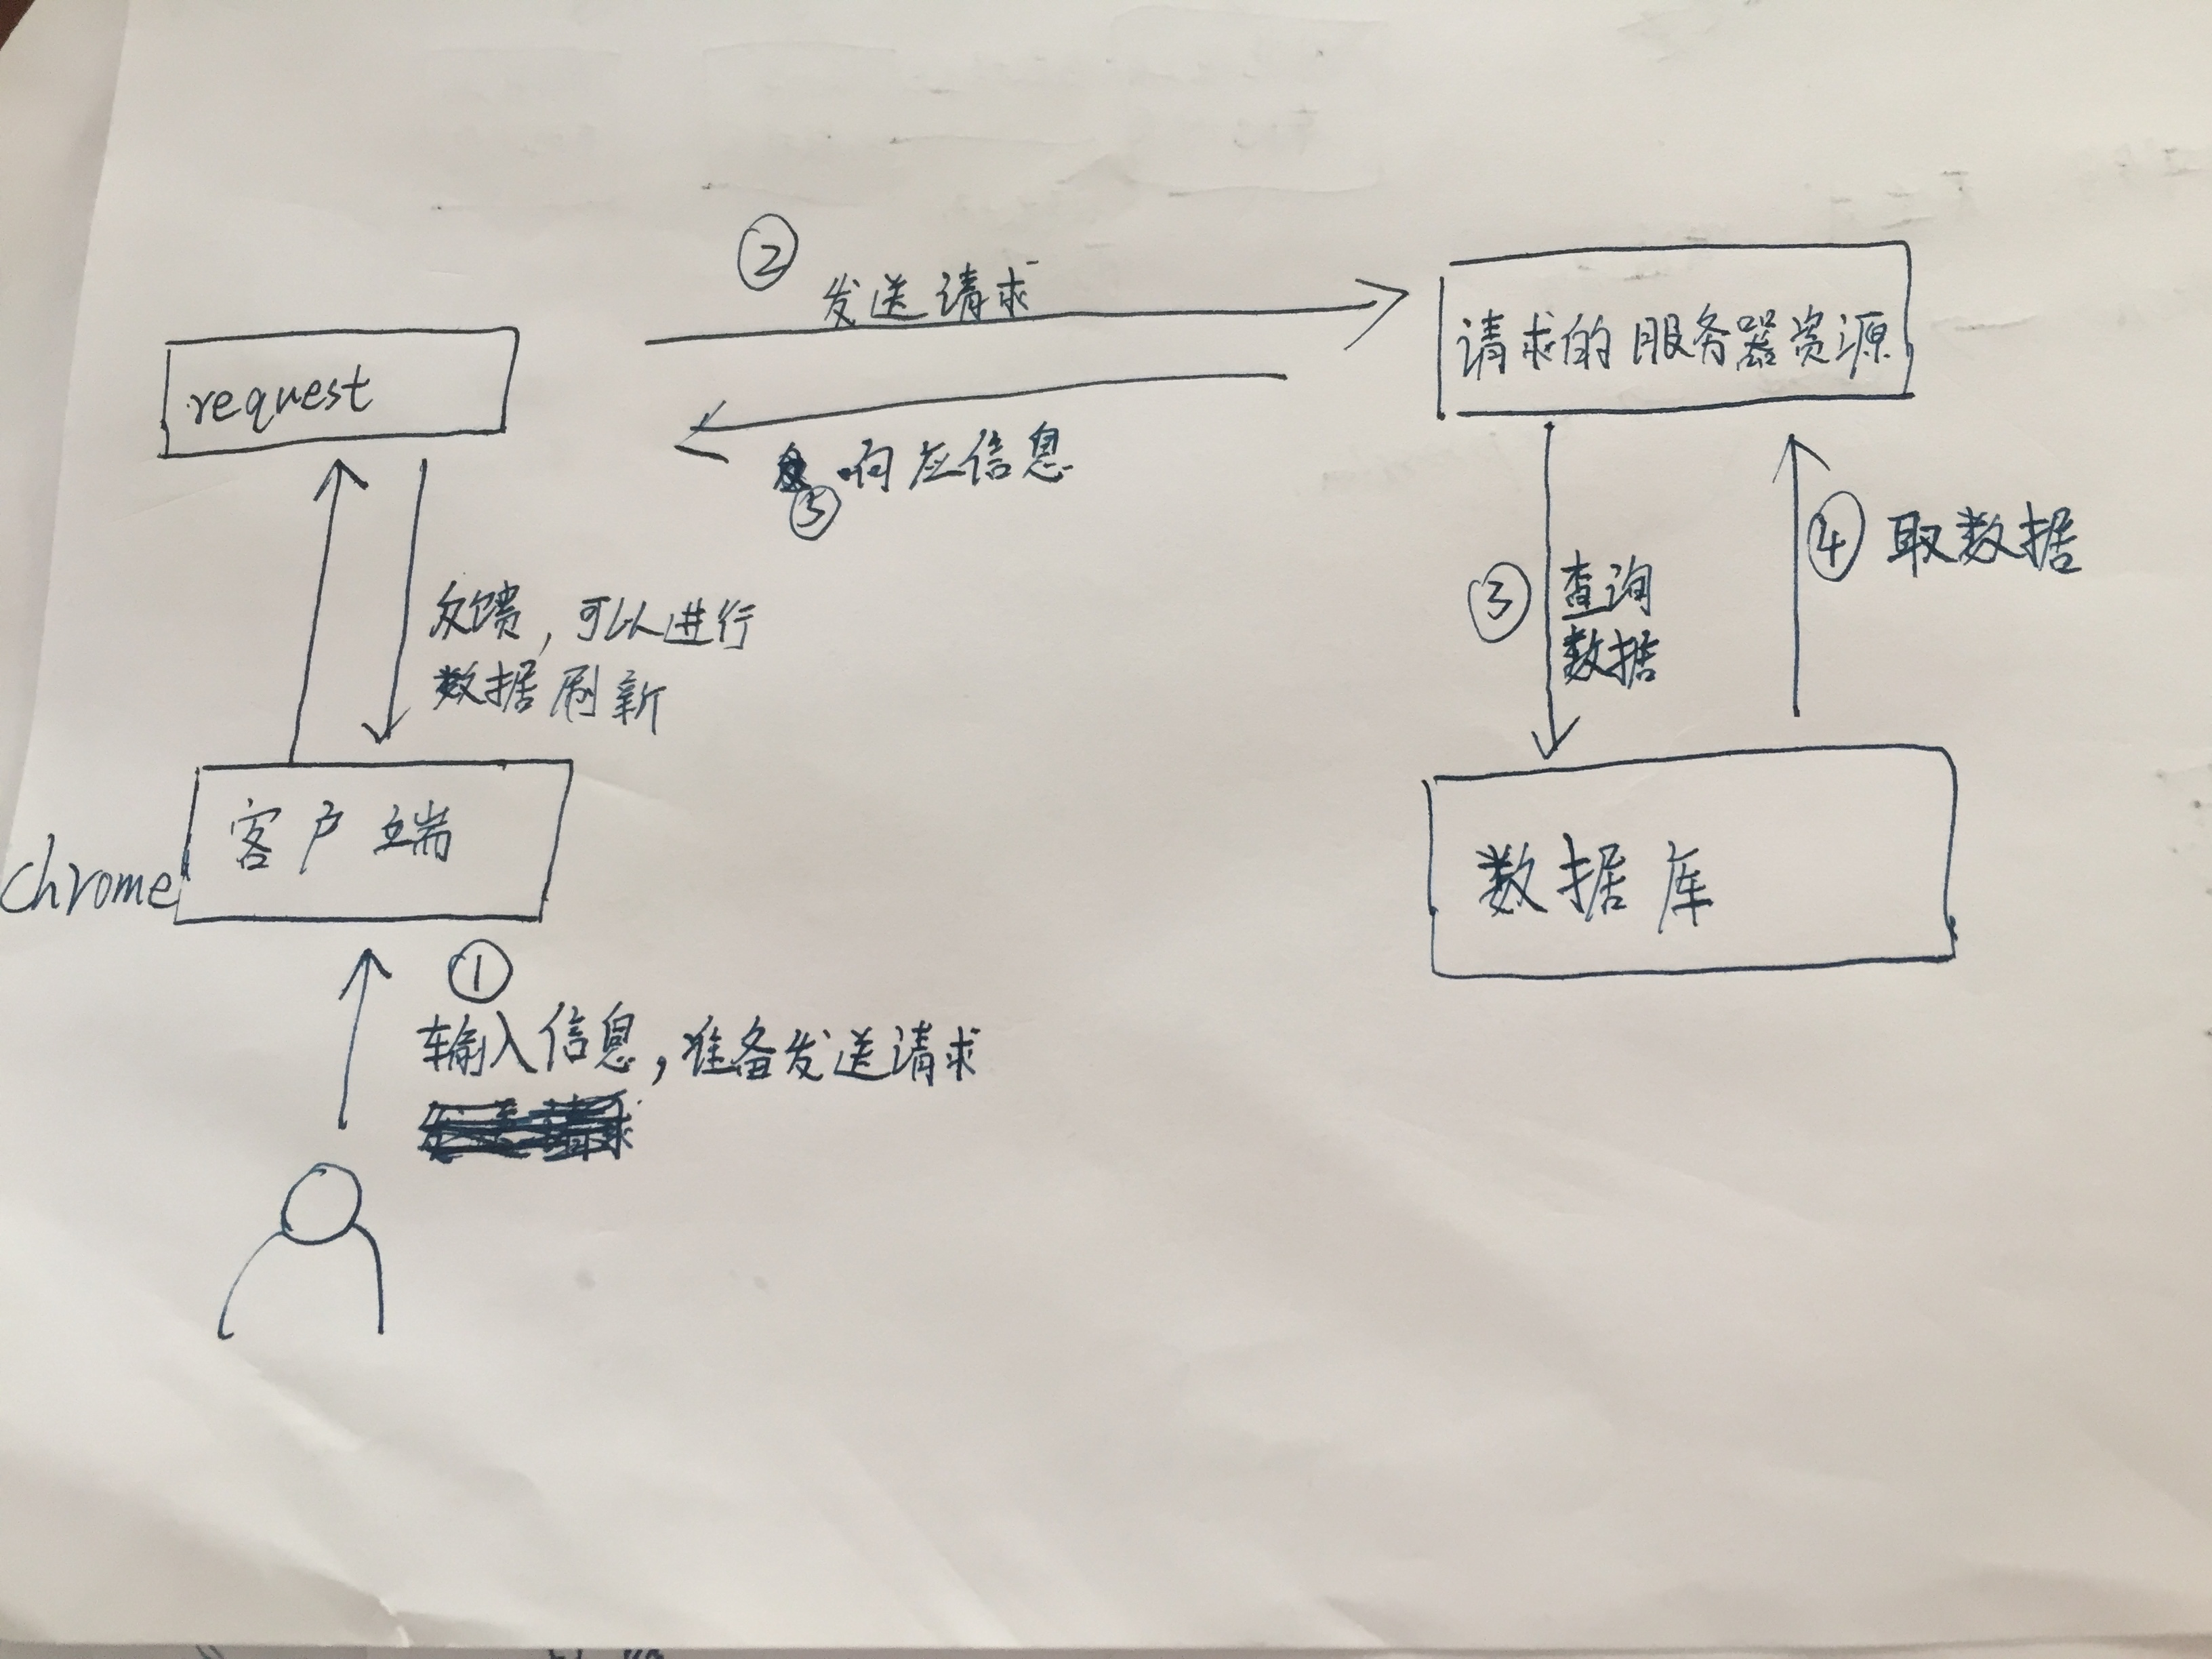 ②
发送请求
请求的服务器资源
request
响应信息
⑤
④ 取数据
③ 查询
数据
反馈,可以进行
数据刷新
客户端
chrome
数据库
①
输入信息,准备发送请求